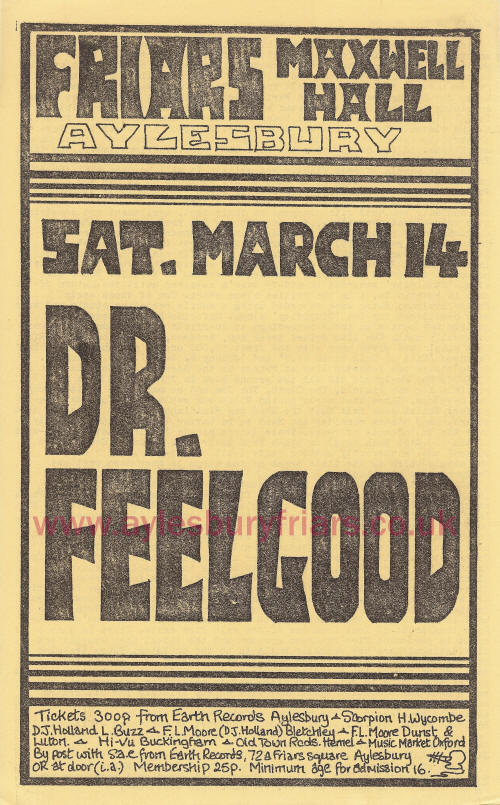 FRIARS MAXWELL HALL
AYLESBURY
SAT. MARCH 14
DR.
FEELGOOD
www.aylesburyfriars.co.uk
Tickets 300p from Earth Records Aylesbury - Scorpion H.Wycombe
D.J.Holland L.Buzz - F.L.Moore (D.J.Holland) Bletchley - F.L.Moore Dunst. &
Luton. - Hi-Vu Buckingham - Old Town Rcds. Hemel - Music Market Oxford
By post with s.a.e from Earth Records, 72a Friars Square Aylesbury
OR at door (i.a.) Membership 25p. Minimum age for admission 16.